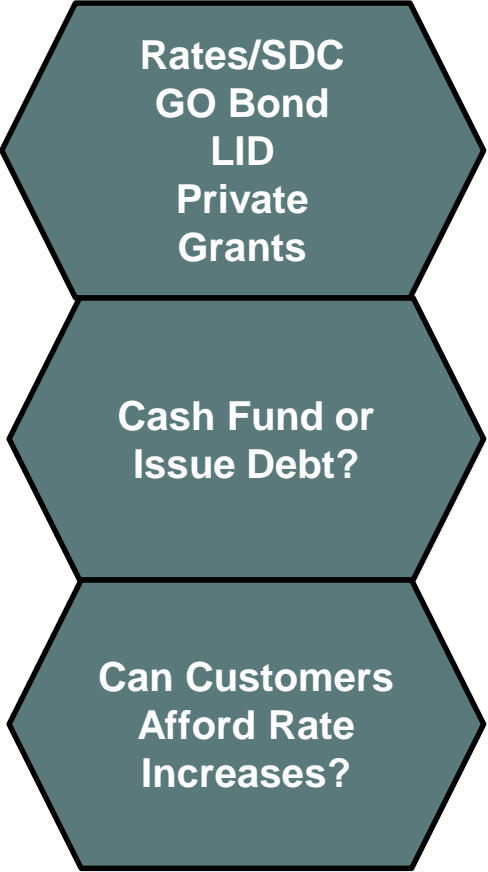 Rates/SDC
GO Bond
LID
Private
Grants
Cash Fund or
Issue Debt?
Can Customers
Afford Rate
Increases?